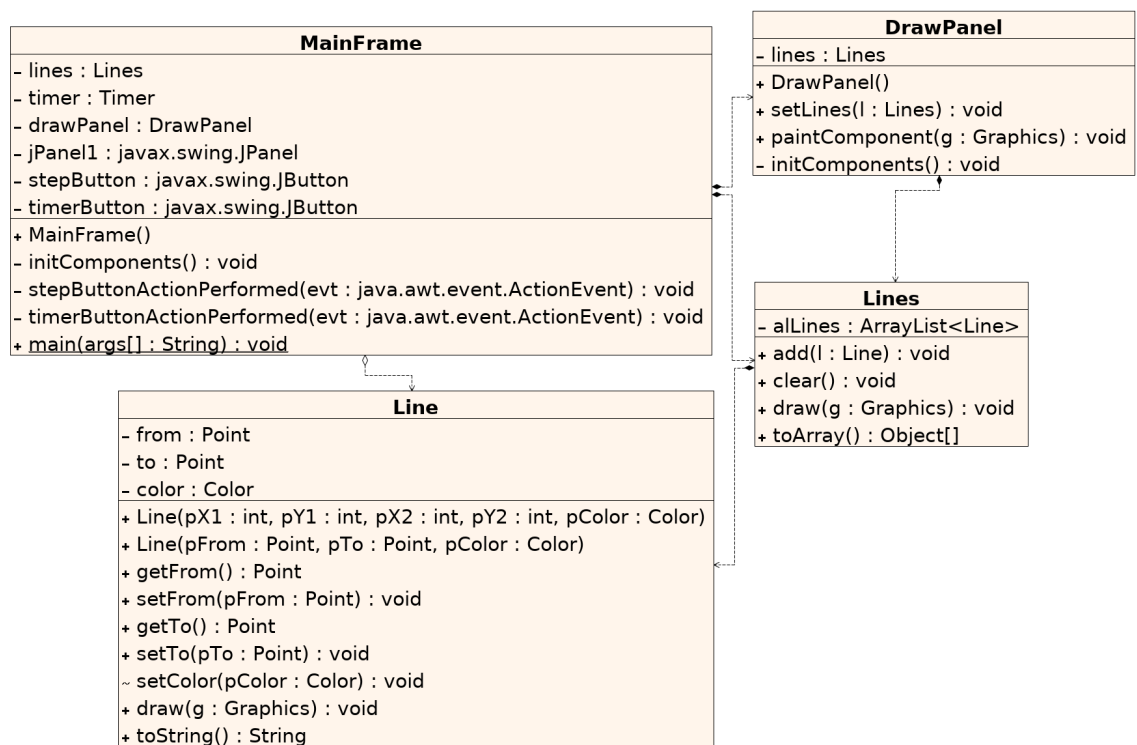 MainFrame
- lines : Lines
- timer : Timer
- drawPanel : DrawPanel
- jPanel1 : javax.swing.JPanel
- stepButton : javax.swing.JButton
- timerButton : javax.swing.JButton
+ MainFrame()
- initComponents() : void
- stepButtonActionPerformed(evt : java.awt.event.ActionEvent) : void
- timerButtonActionPerformed(evt : java.awt.event.ActionEvent) : void
+ main(args[] : String) : void
DrawPanel
- lines : Lines
+ DrawPanel()
+ setLines(l : Lines) : void
+ paintComponent(g : Graphics) : void
- initComponents() : void
Lines
- alLines : ArrayList<Line>
+ add(l : Line) : void
+ clear() : void
+ draw(g : Graphics) : void
+ toArray() : Object[]
Line
- from : Point
- to : Point
- color : Color
+ Line(pX1 : int, pY1 : int, pX2 : int, pY2 : int, pColor : Color)
+ Line(pFrom : Point, pTo : Point, pColor : Color)
+ getFrom() : Point
+ setFrom(pFrom : Point) : void
+ getTo() : Point
+ setTo(pTo : Point) : void
~ setColor(pColor : Color) : void
+ draw(g : Graphics) : void
+ toString() : String